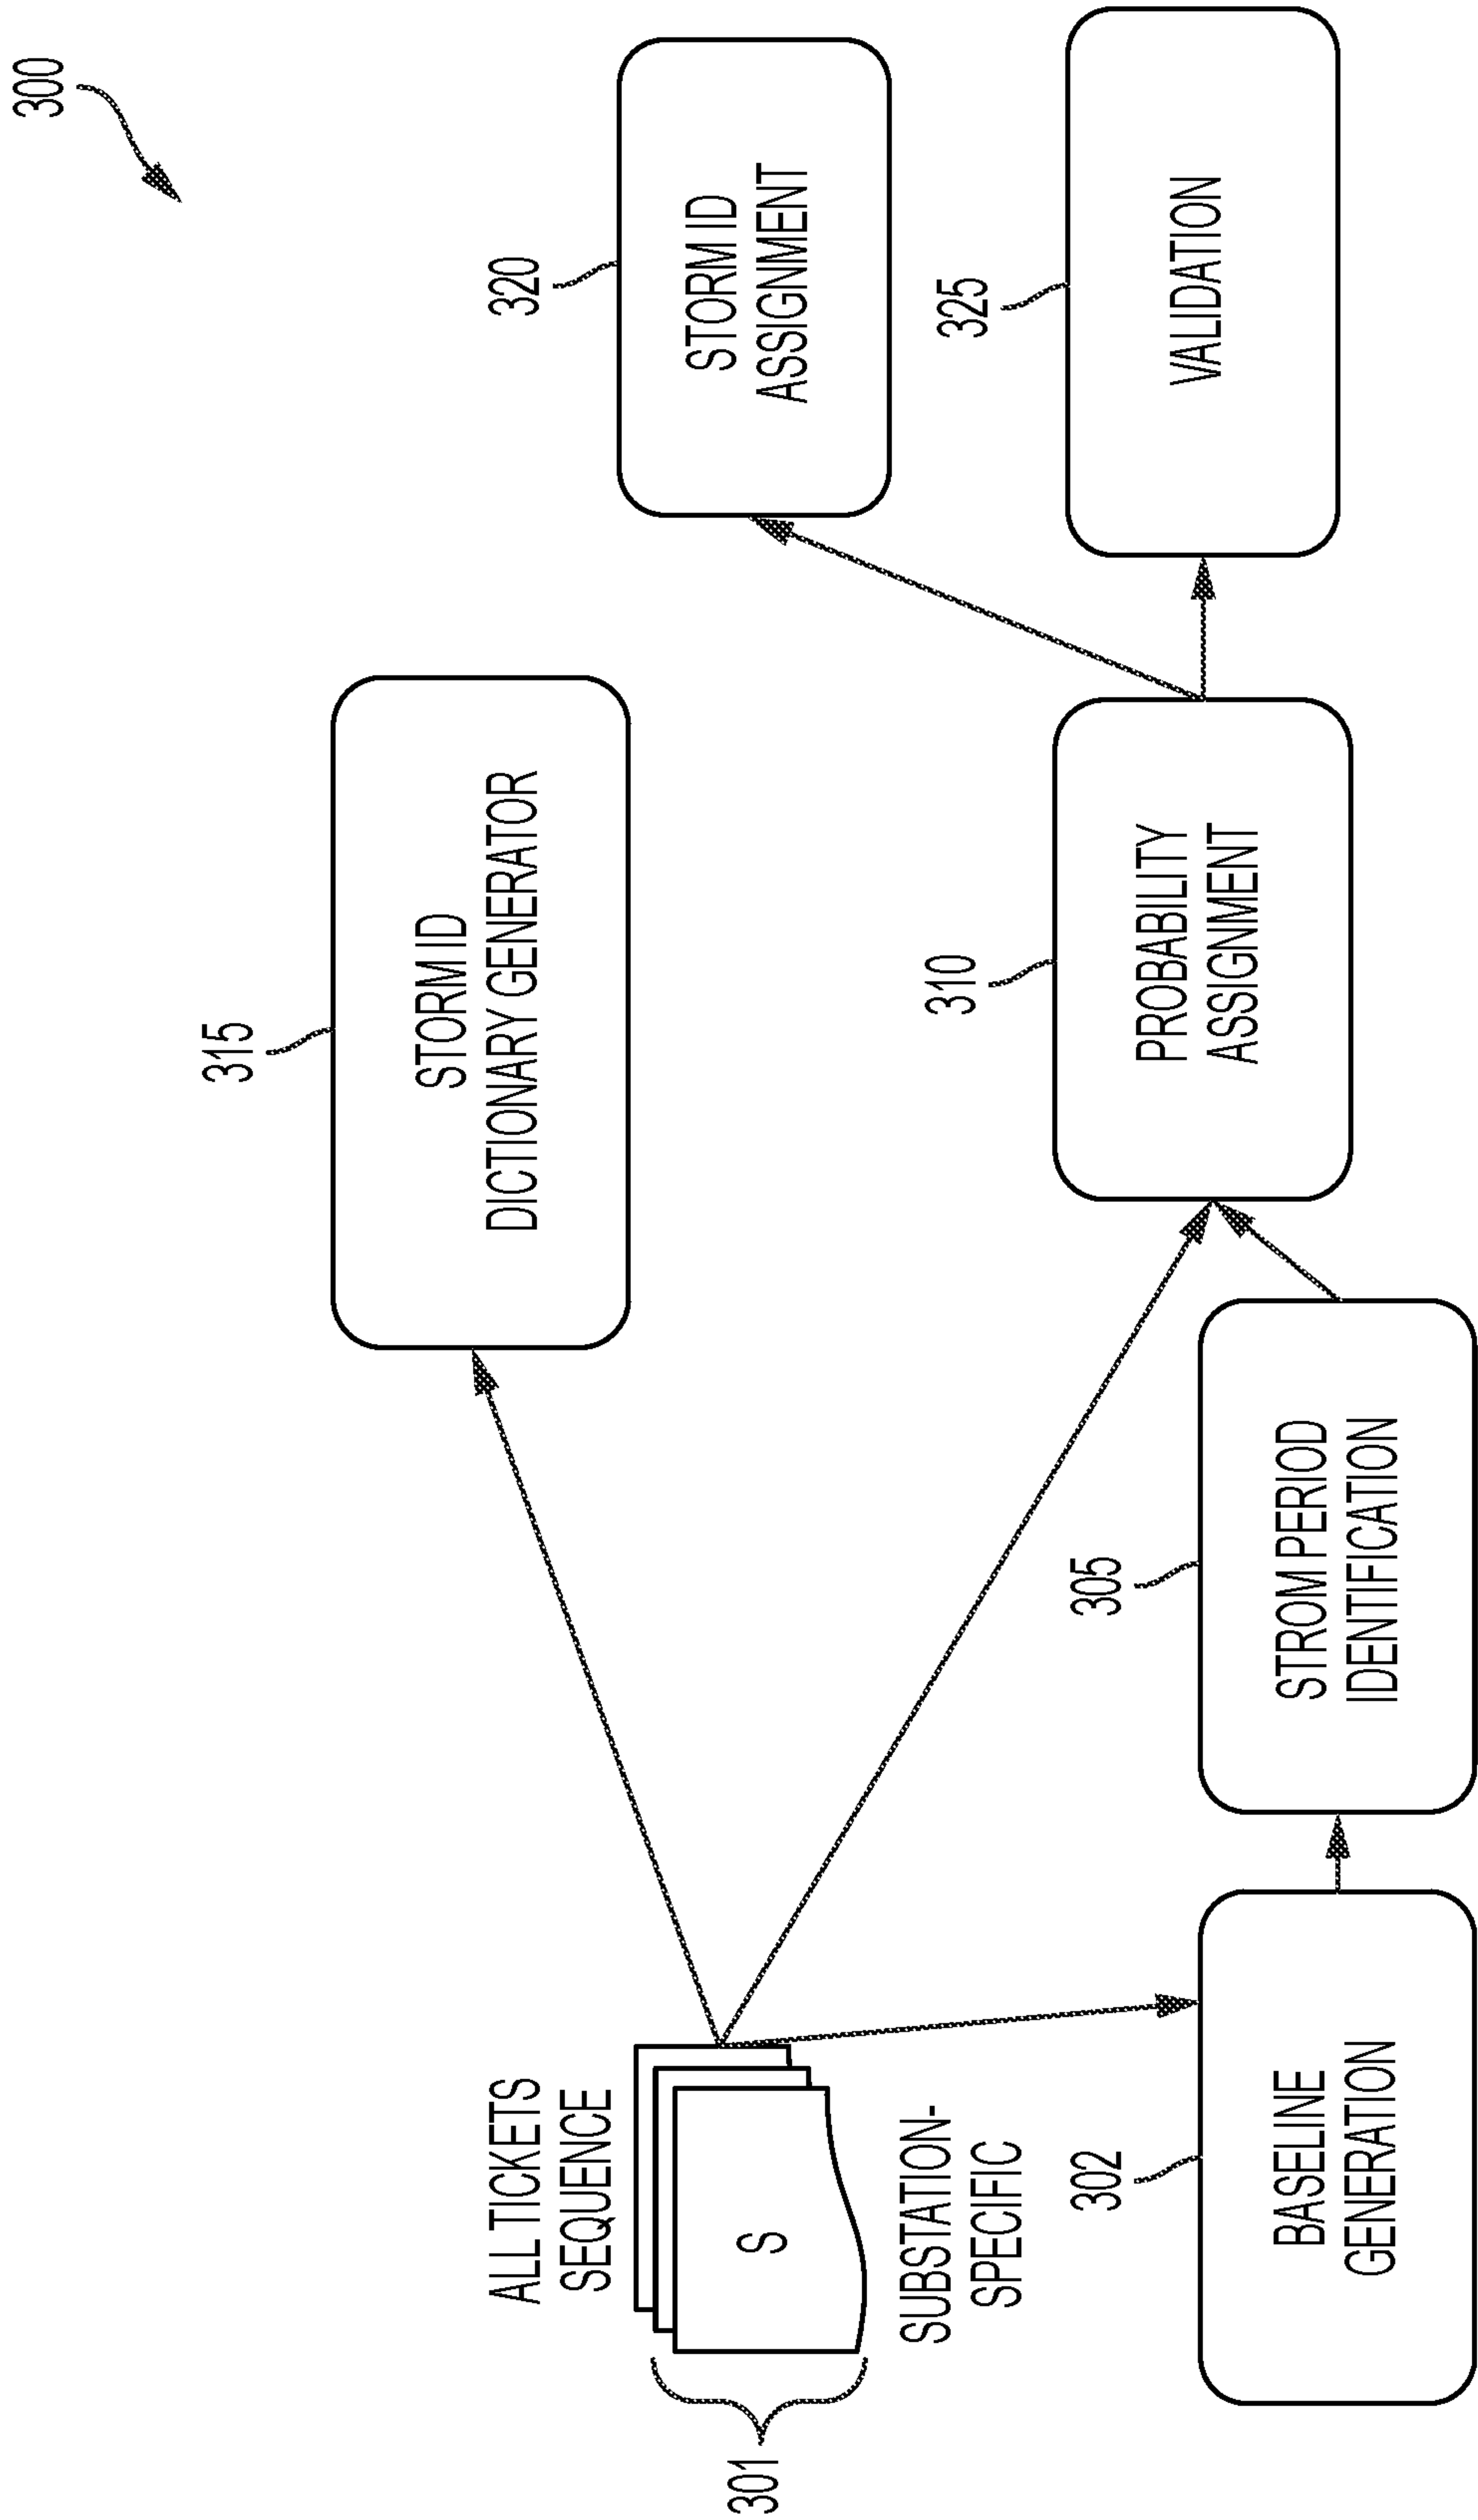 300
315
STORM ID
DICTIONARY GENERATOR
320
STORM ID
ASSIGNMENT
ALL TICKETS
SEQUENCE
S
301
SUBSTATION-
SPECIFIC
310
PROBABILITY
ASSIGNMENT
325
VALIDATION
302
BASELINE
GENERATION
305
STROM PERIOD
IDENTIFICATION